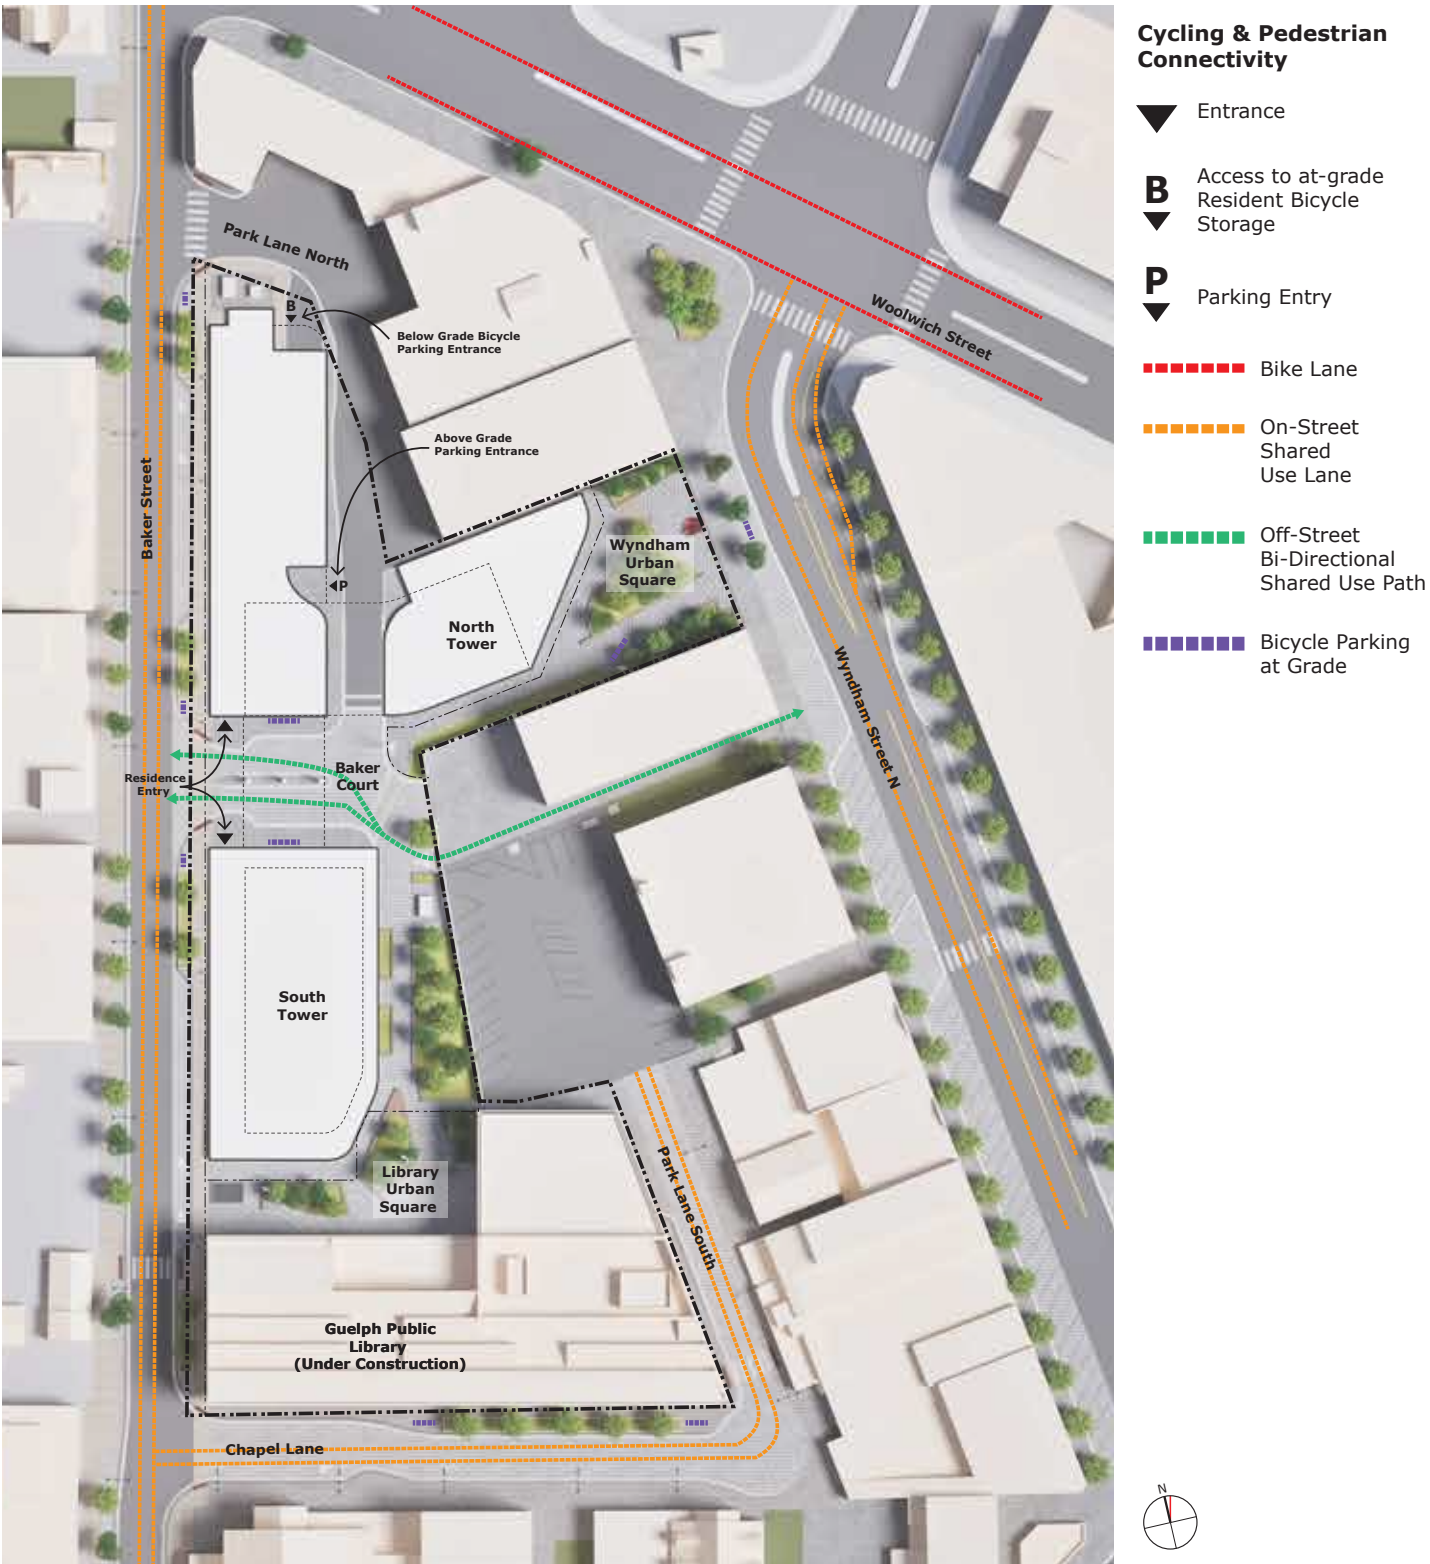 Cycling & Pedestrian
Connectivity
Entrance
B
Access to at-grade
Resident Bicycle
Storage
P
Parking Entry
Bike Lane
On-Street
Shared
Use Lane
Off-Street
Bi-Directional
Shared Use Path
Bicycle Parking
at Grade
N
Park Lane North
B
Below Grade Bicycle
Parking Entrance
Woolwich Street
Above Grade
Parking Entrance
Baker Street
P
Wyndham
Urban
Square
North
Tower
Wyndham Street N
Residence
Entry
Baker
Court
South
Tower
Library
Urban
Square
Park Lane South
Guelph Public
Library
(Under Construction)
Chapel Lane